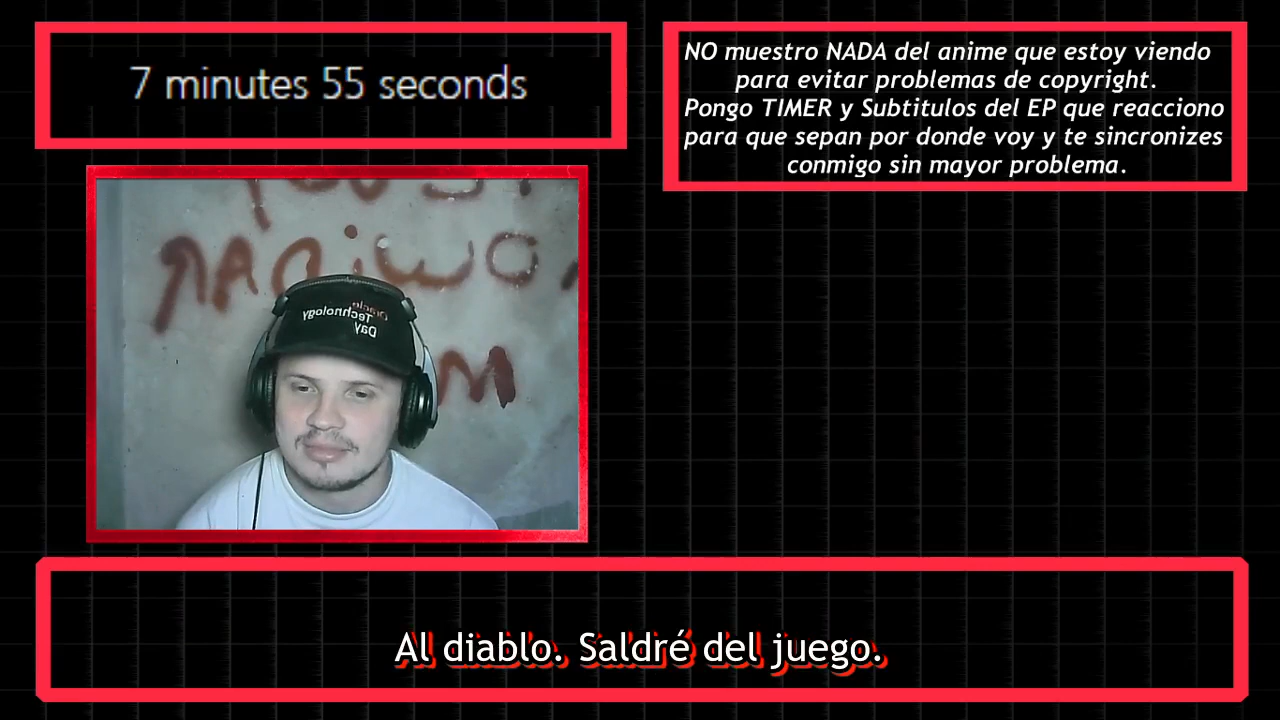 7 minutes 55 seconds
NO muestro NADA del anime que estoy viendo
para evitar problemas de copyright.
Pongo TIMER y Subtitulos del EP que reacciono
para que sepan por donde voy y te sincronizes
conmigo sin mayor problema.
Oracle
Technology
Day
M
Al diablo. Saldré del juego.